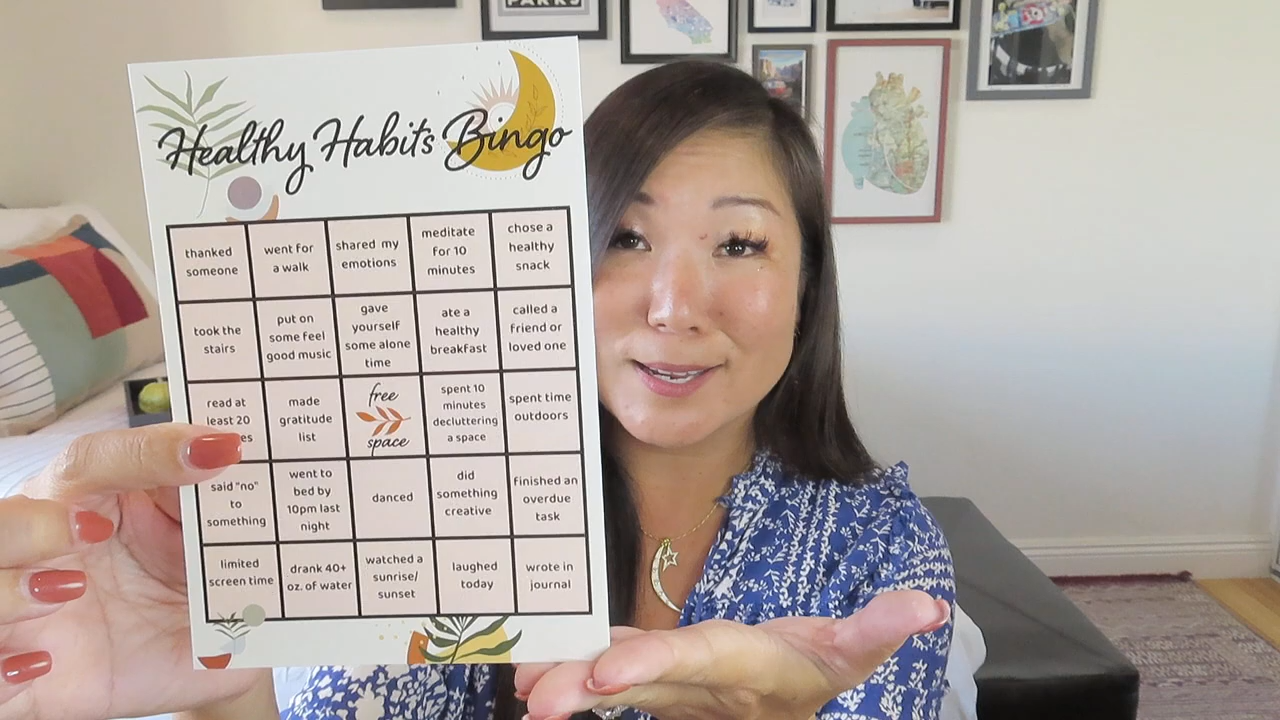 PARKS
Healthy Habits Bingo
thanked
someone
went for
a walk
shared my
emotions
meditate
for 10
minutes
chose a
healthy
snack
took the
stairs
put on
some feel
good music
gave
yourself
some alone
time
ate a
healthy
breakfast
called a
friend or
loved one
read at
least 20
made
gratitude
list
free
space
spent 10
minutes
decluttering
a space
spent time
outdoors
said "no"
to
something
went to
bed by
10pm last
night
danced
did
something
creative
finished an
overdue
task
limited
screen time
drank 40+
oz. of water
watched a
sunrise/
sunset
laughed
today
wrote in
journal